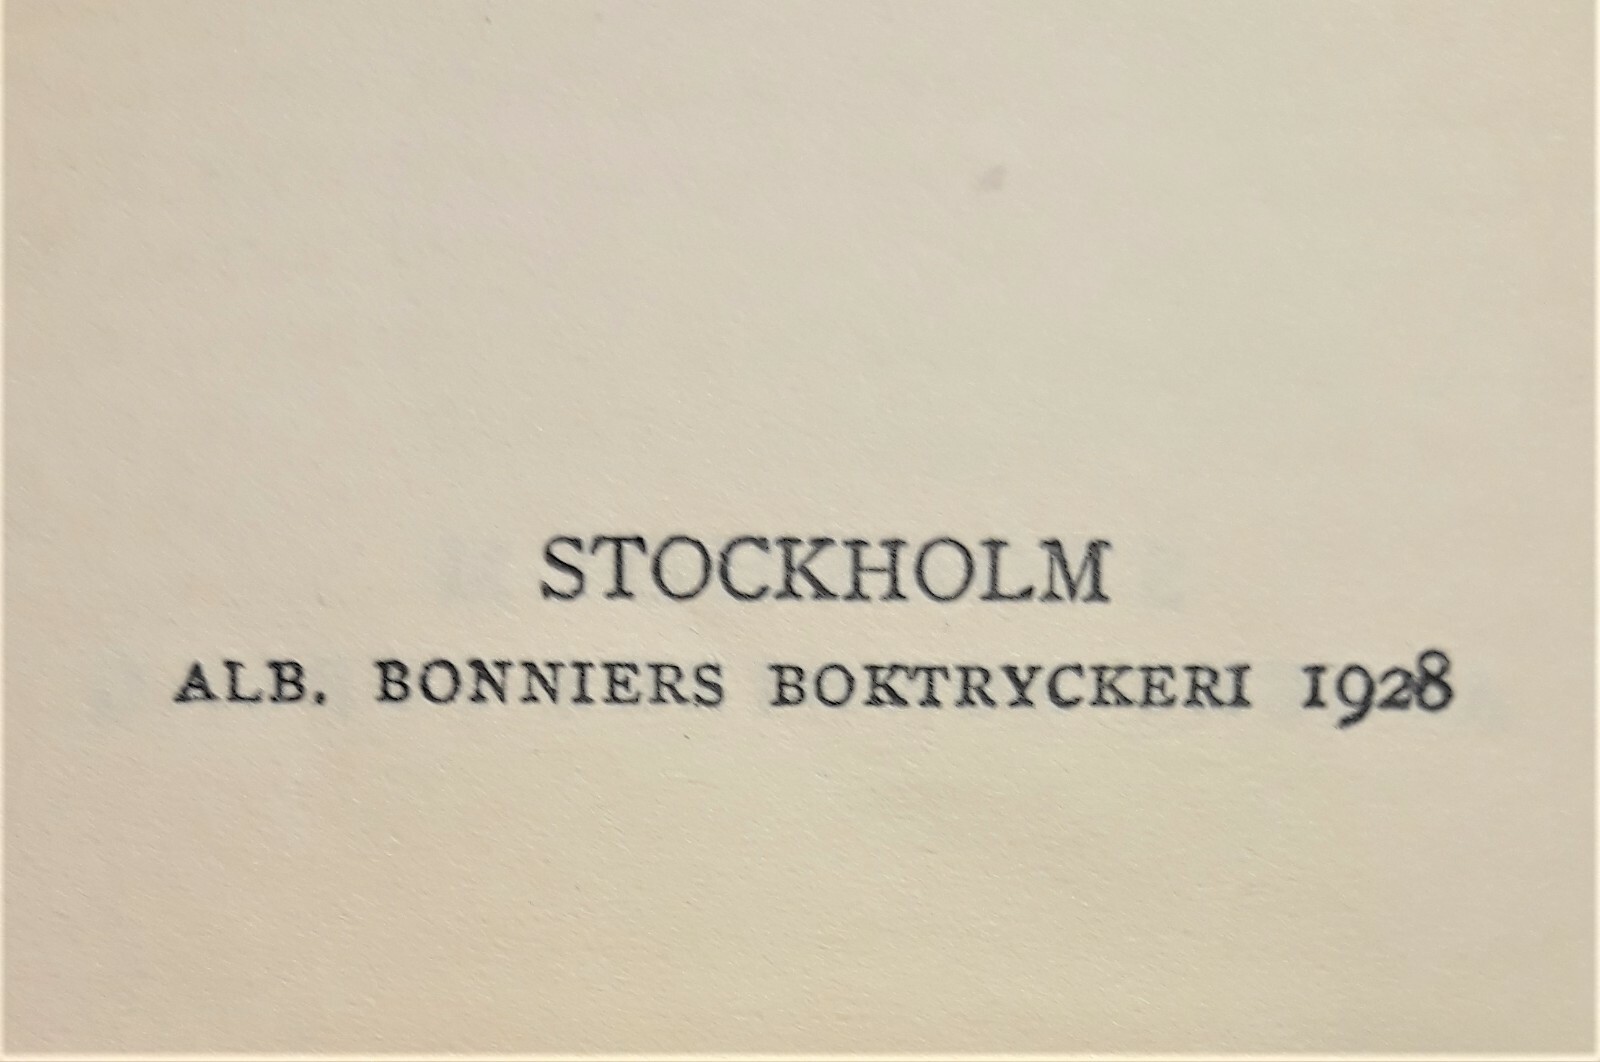 STOCKHOLM
ALB. BONNIERS BOKTRYCKERI 1928